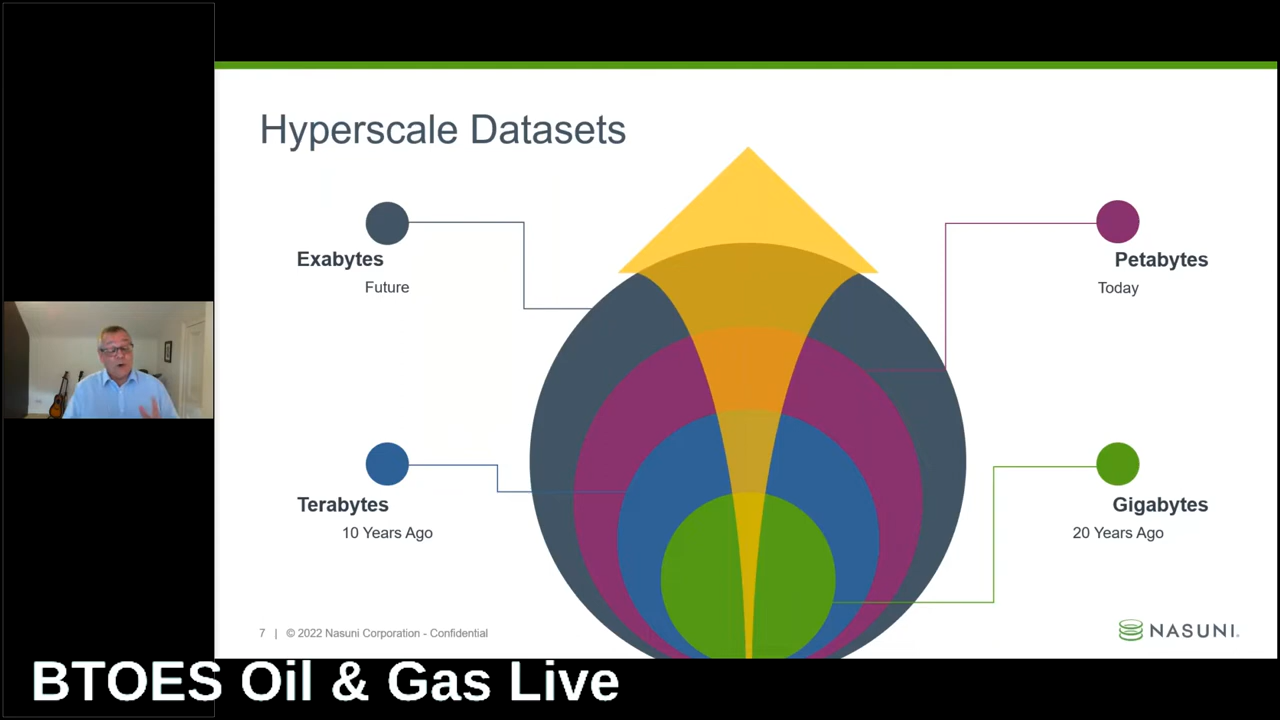 Hyperscale Datasets
Exabytes
Future
Petabytes
Today
Terabytes
10 Years Ago
Gigabytes
20 Years Ago
7 | © 2022 Nasuni Corporation - Confidential
NASUNI.
BTOES Oil & Gas Live